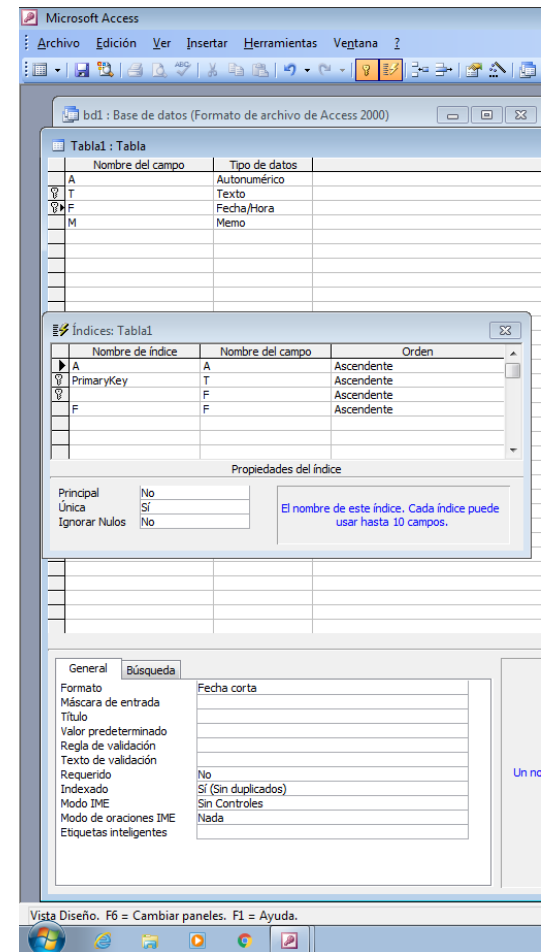 Microsoft Access
Archivo Edición Ver Insertar Herramientas Ventana ?
bd1 : Base de datos (Formato de archivo de Access 2000)
Tabla1 : Tabla
Nombre del campo Tipo de datos
A Autonumérico
T Texto
F Fecha/Hora
M Memo
Índices: Tabla1
Nombre de índice Nombre del campo Orden
A A Ascendente
PrimaryKey T Ascendente
F Ascendente
F F Ascendente
Propiedades del índice
Principal No
Única Sí
Ignorar Nulos No
El nombre de este índice. Cada índice puede
usar hasta 10 campos.
General Búsqueda
Formato Fecha corta
Máscara de entrada
Título
Valor predeterminado
Regla de validación
Texto de validación
Requerido No
Indexado Sí (Sin duplicados)
Modo IME Sin Controles
Modo de oraciones IME Nada
Etiquetas inteligentes
Un no
Vista Diseño. F6 = Cambiar paneles. F1 = Ayuda.